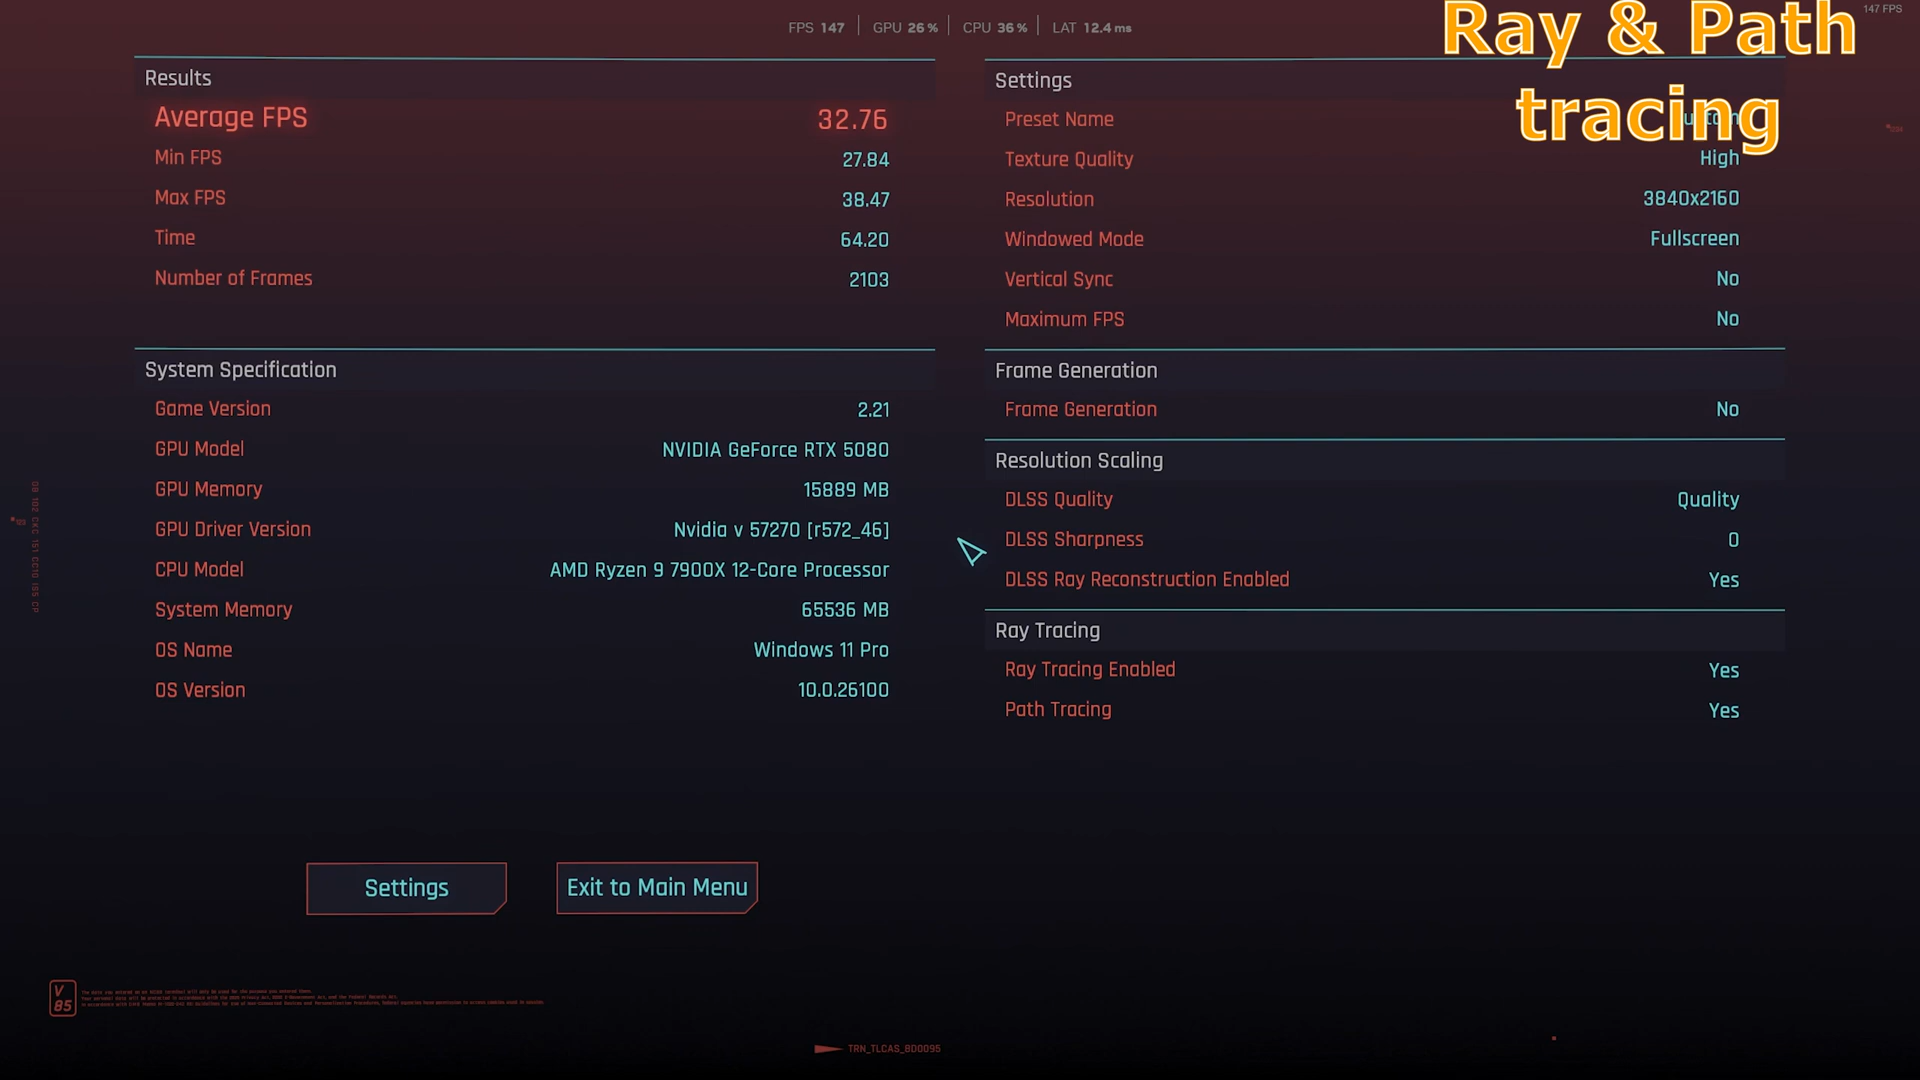 FPS 147 GPU 26 % CPU 36 % LAT 12.4 ms
147 FPS
Ray & Path
tracing
Results
Average FPS 32.76
Min FPS 27.84
Max FPS 38.47
Time 64.20
Number of Frames 2103
System Specification
Game Version 2.21
GPU Model NVIDIA GeForce RTX 5080
GPU Memory 15889 MB
GPU Driver Version Nvidia v 57270 [r572_46]
CPU Model AMD Ryzen 9 7900X 12-Core Processor
System Memory 65536 MB
OS Name Windows 11 Pro
OS Version 10.0.26100
Settings
Preset Name
Texture Quality High
Resolution 3840x2160
Windowed Mode Fullscreen
Vertical Sync No
Maximum FPS No
Frame Generation
Frame Generation No
Resolution Scaling
DLSS Quality Quality
DLSS Sharpness 0
DLSS Ray Reconstruction Enabled Yes
Ray Tracing
Ray Tracing Enabled Yes
Path Tracing Yes
Settings
Exit to Main Menu
V
85
TRN_TLCAS_8D0095